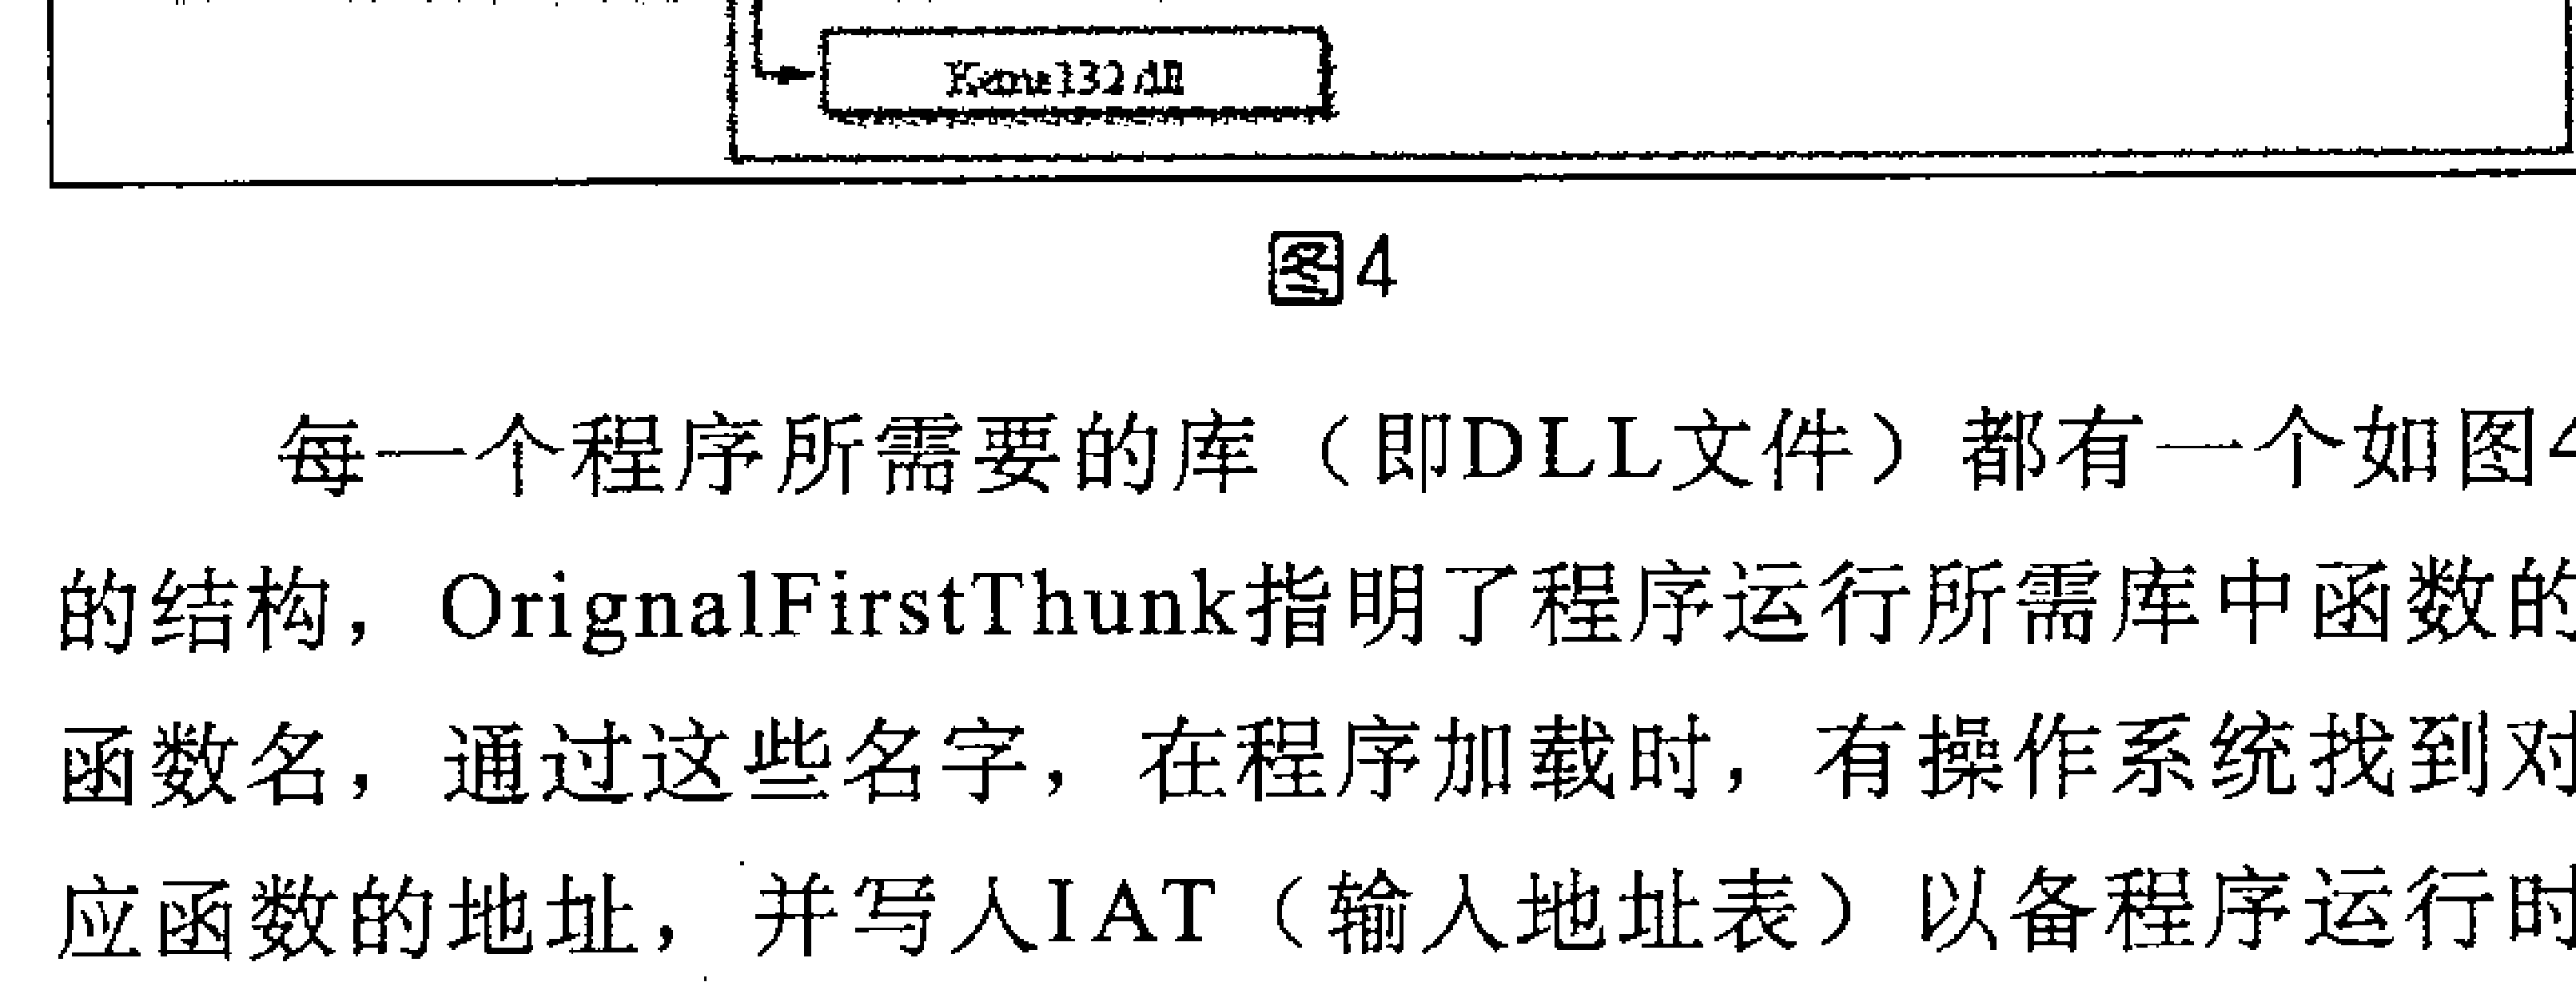 图4
每一个程序所需要的库（即DLL文件）都有一个如图4
的结构，OrignalFirstThunk指明了程序运行所需库中函数的
函数名，通过这些名字，在程序加载时，有操作系统找到对
应函数的地址，并写入IAT（输入地址表）以备程序运行时